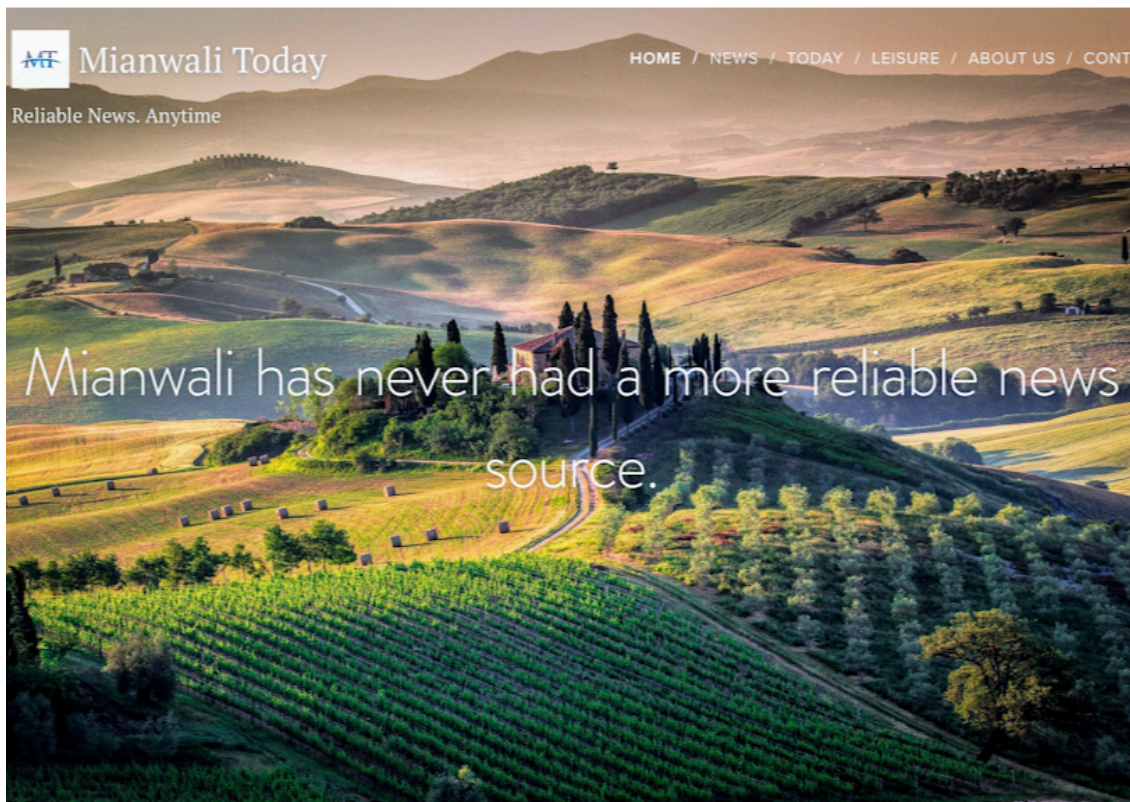 MT
Mianwali Today
HOME / NEWS / TODAY / LEISURE / ABOUT US / CONT
Reliable News. Anytime
Mianwali has never had a more reliable news
source.